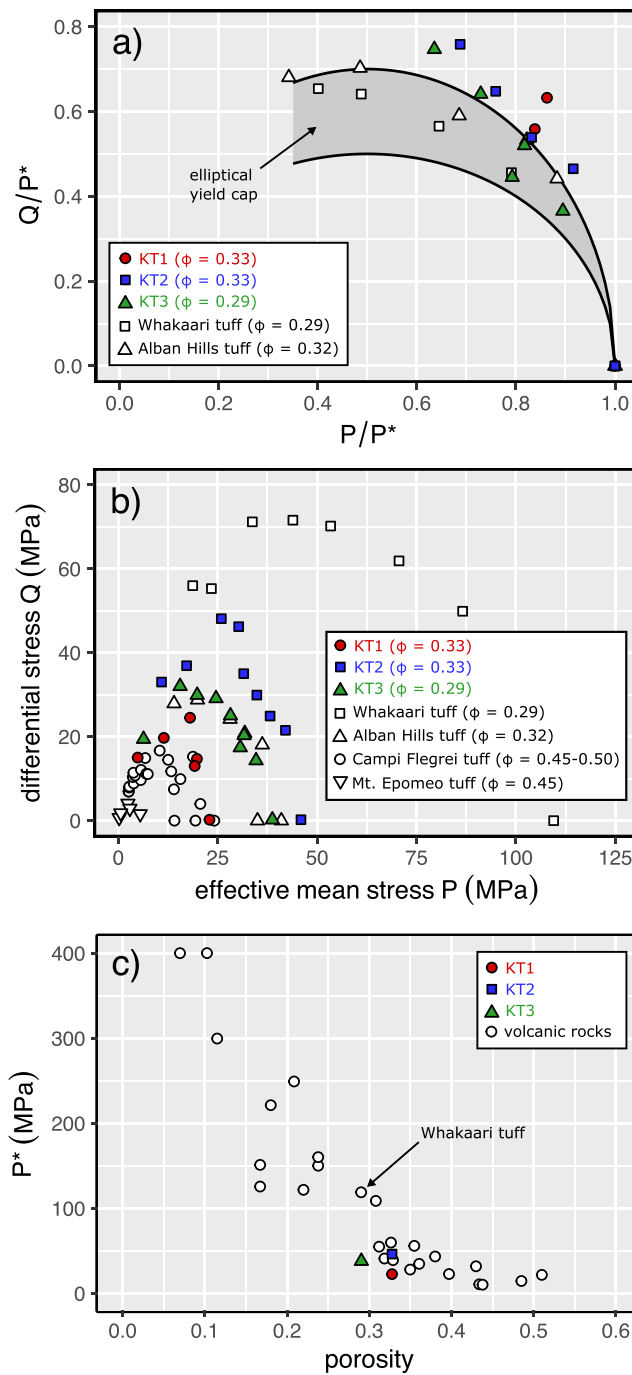 a)
0.8
0.6
0.4
0.2
0.0
Q/P*
elliptical
yield cap
KT1 (ϕ = 0.33)
KT2 (ϕ = 0.33)
KT3 (ϕ = 0.29)
Whakaari tuff (ϕ = 0.29)
Alban Hills tuff (ϕ = 0.32)
0.0 0.2 0.4 0.6 0.8 1.0
P/P*
b)
80
60
40
20
0
differential stress Q (MPa)
KT1 (ϕ = 0.33)
KT2 (ϕ = 0.33)
KT3 (ϕ = 0.29)
Whakaari tuff (ϕ = 0.29)
Alban Hills tuff (ϕ = 0.32)
Campi Flegrei tuff (ϕ = 0.45-0.50)
Mt. Epomeo tuff (ϕ = 0.45)
0 25 50 75 100 125
effective mean stress P (MPa)
c)
400
300
200
100
0
P* (MPa)
KT1
KT2
KT3
volcanic rocks
Whakaari tuff
0.0 0.1 0.2 0.3 0.4 0.5 0.6
porosity